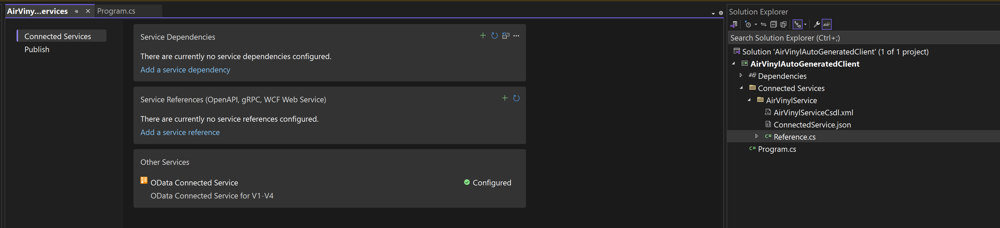 AirViny...ervices
Program.cs
Connected Services
Publish
Service Dependencies
There are currently no service dependencies configured.
Add a service dependency
Service References (OpenAPI, gRPC, WCF Web Service)
There are currently no service references configured.
Add a service reference
Other Services
OData Connected Service
Configured
OData Connected Service for V1-V4
Solution Explorer
Search Solution Explorer (Ctrl+;)
Solution 'AirVinylAutoGeneratedClient' (1 of 1 project)
C# AirVinylAutoGeneratedClient
Dependencies
Connected Services
AirVinylService
AirVinylServiceCsdl.xml
ConnectedService.json
C# Reference.cs
C# Program.cs